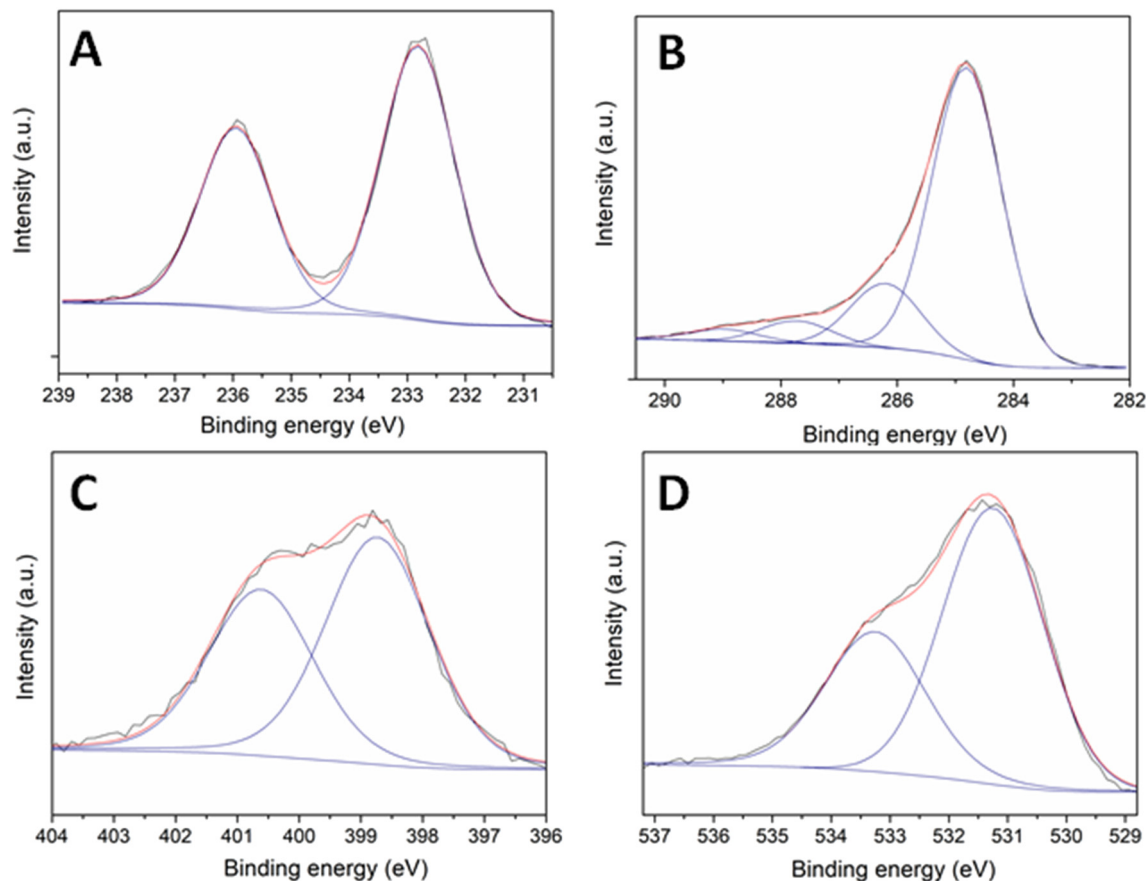 A
Intensity (a.u.)
239 238 237 236 235 234 233 232 231
Binding energy (eV)
B
Intensity (a.u.)
290 288 286 284 282
Binding energy (eV)
C
Intensity (a.u.)
404 403 402 401 400 399 398 397 396
Binding energy (eV)
D
Intensity (a.u.)
537 536 535 534 533 532 531 530 529
Binding energy (eV)